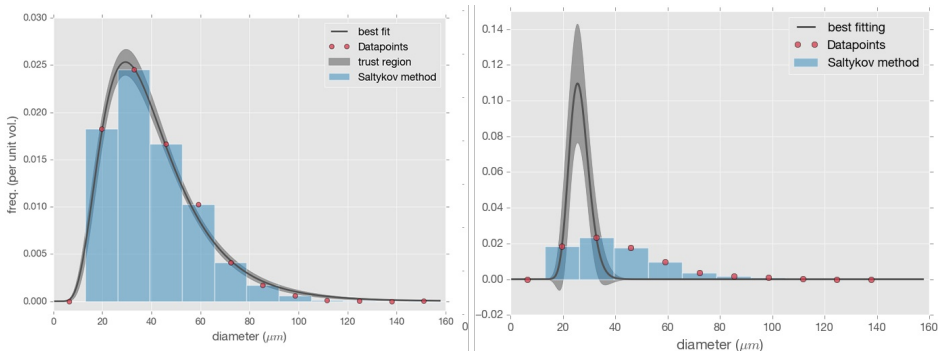 0.030
0.025
0.020
0.015
0.010
0.005
0.000
freq. (per unit vol.)
best fit
Datapoints
trust region
Saltykov method
0 20 40 60 80 100 120 140 160
diameter (μm)
0
0.14
0.12
0.10
0.08
0.06
0.04
0.02
0.00
−0.02
best fitting
Datapoints
Saltykov method
0 20 40 60 80 100 120 140 160
diameter (μm)